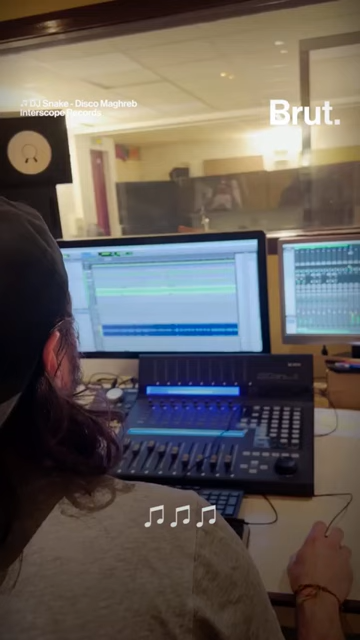 ♫ DJ Snake - Disco Maghreb
Interscope Records
Brut.
♫ ♫ ♫